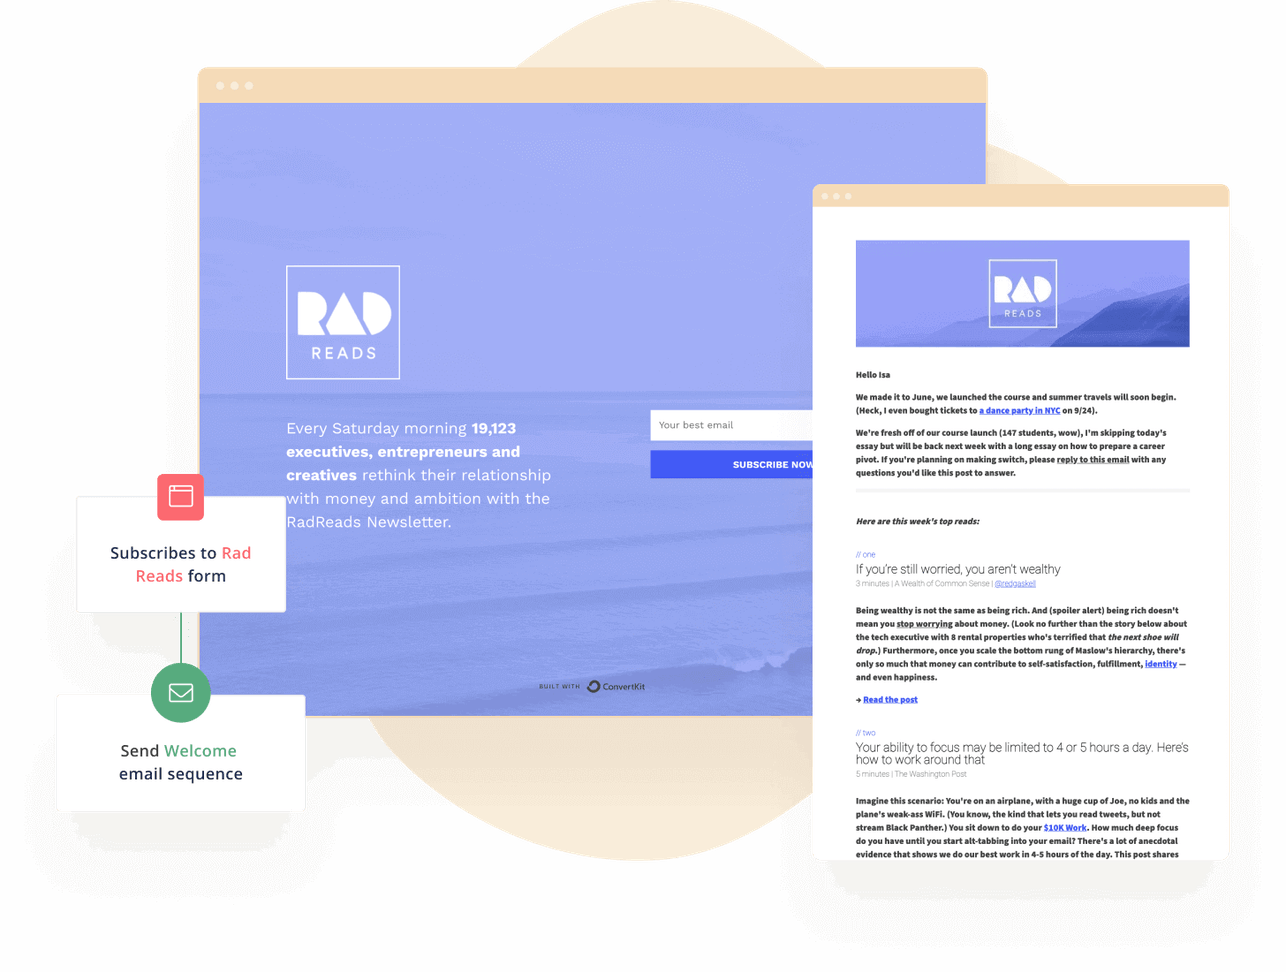 RAD
READS
Every Saturday morning 19,123
executives, entrepreneurs and
creatives rethink their relationship
with money and ambition with the
RadReads Newsletter.
Your best email
SUBSCRIBE NOW
BUILT WITH ConvertKit
Subscribes to Rad
Reads form
Send Welcome
email sequence
RAD
READS
Hello Isa
We made it to June, we launched the course and summer travels will soon begin.
(Heck, I even bought tickets to a dance party in NYC on 9/24).
We're fresh off of our course launch (147 students, wow), I'm skipping today's
essay but will be back next week with a long essay on how to prepare a career
pivot. If you're planning on making switch, please reply to this email with any
questions you'd like this post to answer.
Here are this week's top reads:
// one
If you're still worried, you aren't wealthy
3 minutes | A Wealth of Common Sense | @redgaskell
Being wealthy is not the same as being rich. And (spoiler alert) being rich doesn't
mean you stop worrying about money. (Look no further than the story below about
the tech executive with 8 rental properties who's terrified that the next shoe will
drop.) Furthermore, once you scale the bottom rung of Maslow's hierarchy, there's
only so much that money can contribute to self-satisfaction, fulfillment, identity —
and even happiness.
→ Read the post
// two
Your ability to focus may be limited to 4 or 5 hours a day. Here's
how to work around that
5 minutes | The Washington Post
Imagine this scenario: You're on an airplane, with a huge cup of Joe, no kids and the
plane's weak-ass WiFi. (You know, the kind that lets you read tweets, but not
stream Black Panther.) You sit down to do your $10K Work. How much deep focus
do you have until you start alt-tabbing into your email? There's a lot of anecdotal
evidence that shows we do our best work in 4-5 hours of the day. This post shares